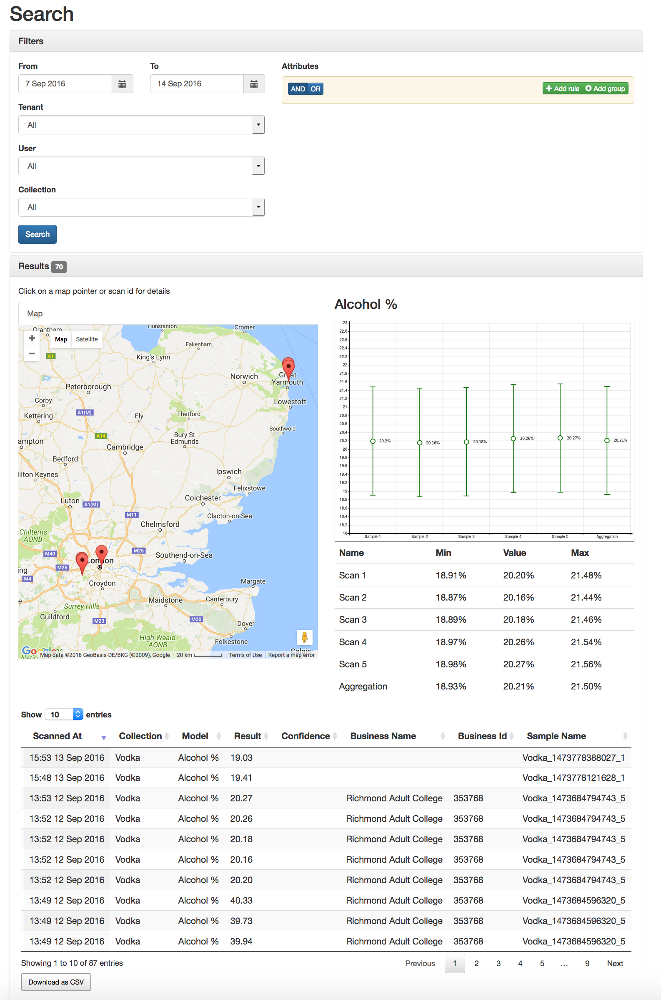 Search
Filters
From To Attributes
7 Sep 2016 14 Sep 2016
AND OR Add rule Add group
Tenant
All
User
All
Collection
All
Search
Results 70
Click on a map pointer or scan id for details
Map
Grantham Hunstanton Cromer
+ Map Satellite
−
Fakenham
A1 King's Lynn
Norwich Great
Yarmouth
Peterborough
Corby Lowestoft
A1(M)
Kettering Ely Thetford
Southwold
A14 Bury St
Edmunds
ampton Cambridge
Bedford
Ipswich
ilton Keynes
Felixstowe
Colchester
Luton A1(M)
M11 Clacton-on-Sea
Chelmsford
Chilterns
AONB
M40 M25 Southend-on-Sea
London
M25
ing
M4
Croydon Margate
e Maidstone Canterbury
Surrey Hills
Guildford M23 M20 Dover
High Weald
AONB Folkestone
Calais
Google Map data ©2016 GeoBasis-DE/BKG (©2009), Google 20 km Terms of Use Report a map error
Alcohol %
23
22.8
22.6
22.4
22.2
22
21.8
21.6
21.4
21.2
21
20.8
20.6
20.4
20.2
20
19.8
19.6
19.4
19.2
19
18.8
18.6
18.4
18.2
18
20.2% 20.16% 20.18% 20.26% 20.27% 20.21%
Sample 1 Sample 2 Sample 3 Sample 4 Sample 5 Aggregation
Name Min Value Max
Scan 1 18.91% 20.20% 21.48%
Scan 2 18.87% 20.16% 21.44%
Scan 3 18.89% 20.18% 21.46%
Scan 4 18.97% 20.26% 21.54%
Scan 5 18.98% 20.27% 21.56%
Aggregation 18.93% 20.21% 21.50%
Show 10 entries
Scanned At Collection Model Result Confidence Business Name Business Id Sample Name
15:53 13 Sep 2016 Vodka Alcohol % 19.03 Vodka_1473778388027_1
15:48 13 Sep 2016 Vodka Alcohol % 19.41 Vodka_1473778121628_1
13:53 12 Sep 2016 Vodka Alcohol % 20.27 Richmond Adult College 353768 Vodka_1473684794743_5
13:52 12 Sep 2016 Vodka Alcohol % 20.26 Richmond Adult College 353768 Vodka_1473684794743_5
13:52 12 Sep 2016 Vodka Alcohol % 20.18 Richmond Adult College 353768 Vodka_1473684794743_5
13:52 12 Sep 2016 Vodka Alcohol % 20.16 Richmond Adult College 353768 Vodka_1473684794743_5
13:52 12 Sep 2016 Vodka Alcohol % 20.20 Richmond Adult College 353768 Vodka_1473684794743_5
13:49 12 Sep 2016 Vodka Alcohol % 40.33 Richmond Adult College 353768 Vodka_1473684596320_5
13:49 12 Sep 2016 Vodka Alcohol % 39.73 Richmond Adult College 353768 Vodka_1473684596320_5
13:49 12 Sep 2016 Vodka Alcohol % 39.94 Richmond Adult College 353768 Vodka_1473684596320_5
Showing 1 to 10 of 87 entries Previous 1 2 3 4 5 … 9 Next
Download as CSV